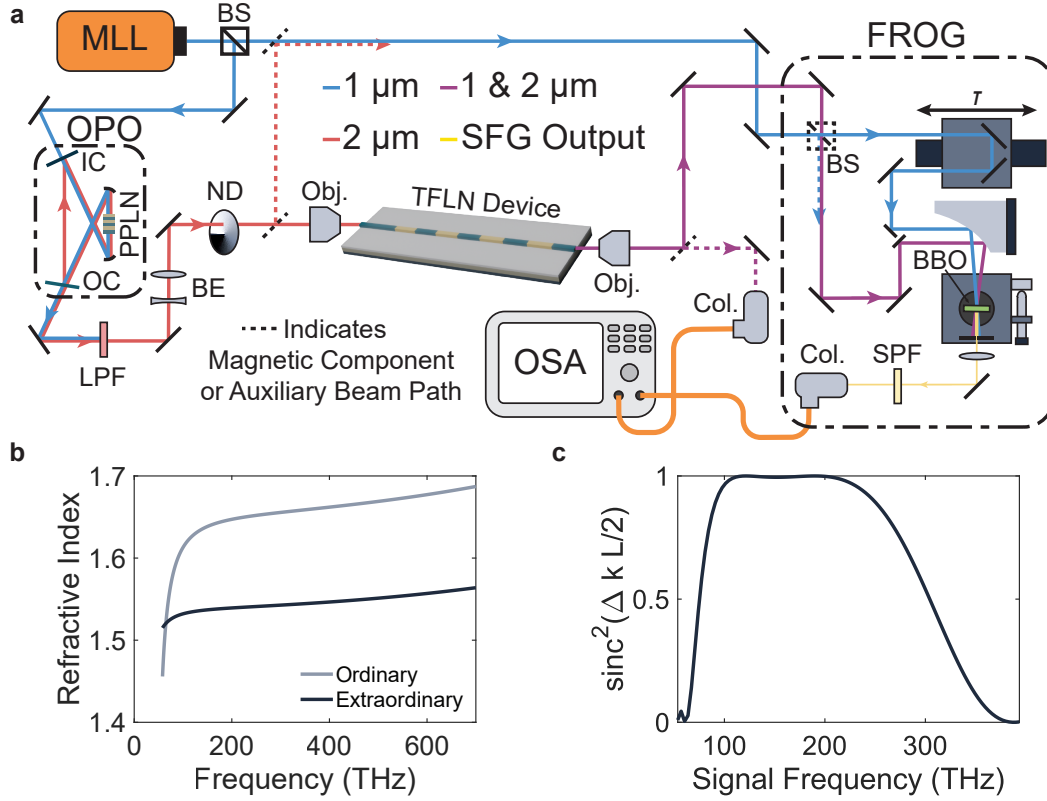 a
MLL
BS
FROG
1 µm
1 & 2 µm
2 µm
SFG Output
τ
BS
OPO
IC
PPLN
OC
ND
Obj.
TFLN Device
Obj.
BE
LPF
Indicates
Magnetic Component
or Auxiliary Beam Path
OSA
Col.
Col.
SPF
BBO
b
Refractive Index
1.7
1.6
1.5
1.4
0
200
400
600
Frequency (THz)
Ordinary
Extraordinary
c
sinc²(Δ k L/2)
1
0.5
0
100
200
300
Signal Frequency (THz)